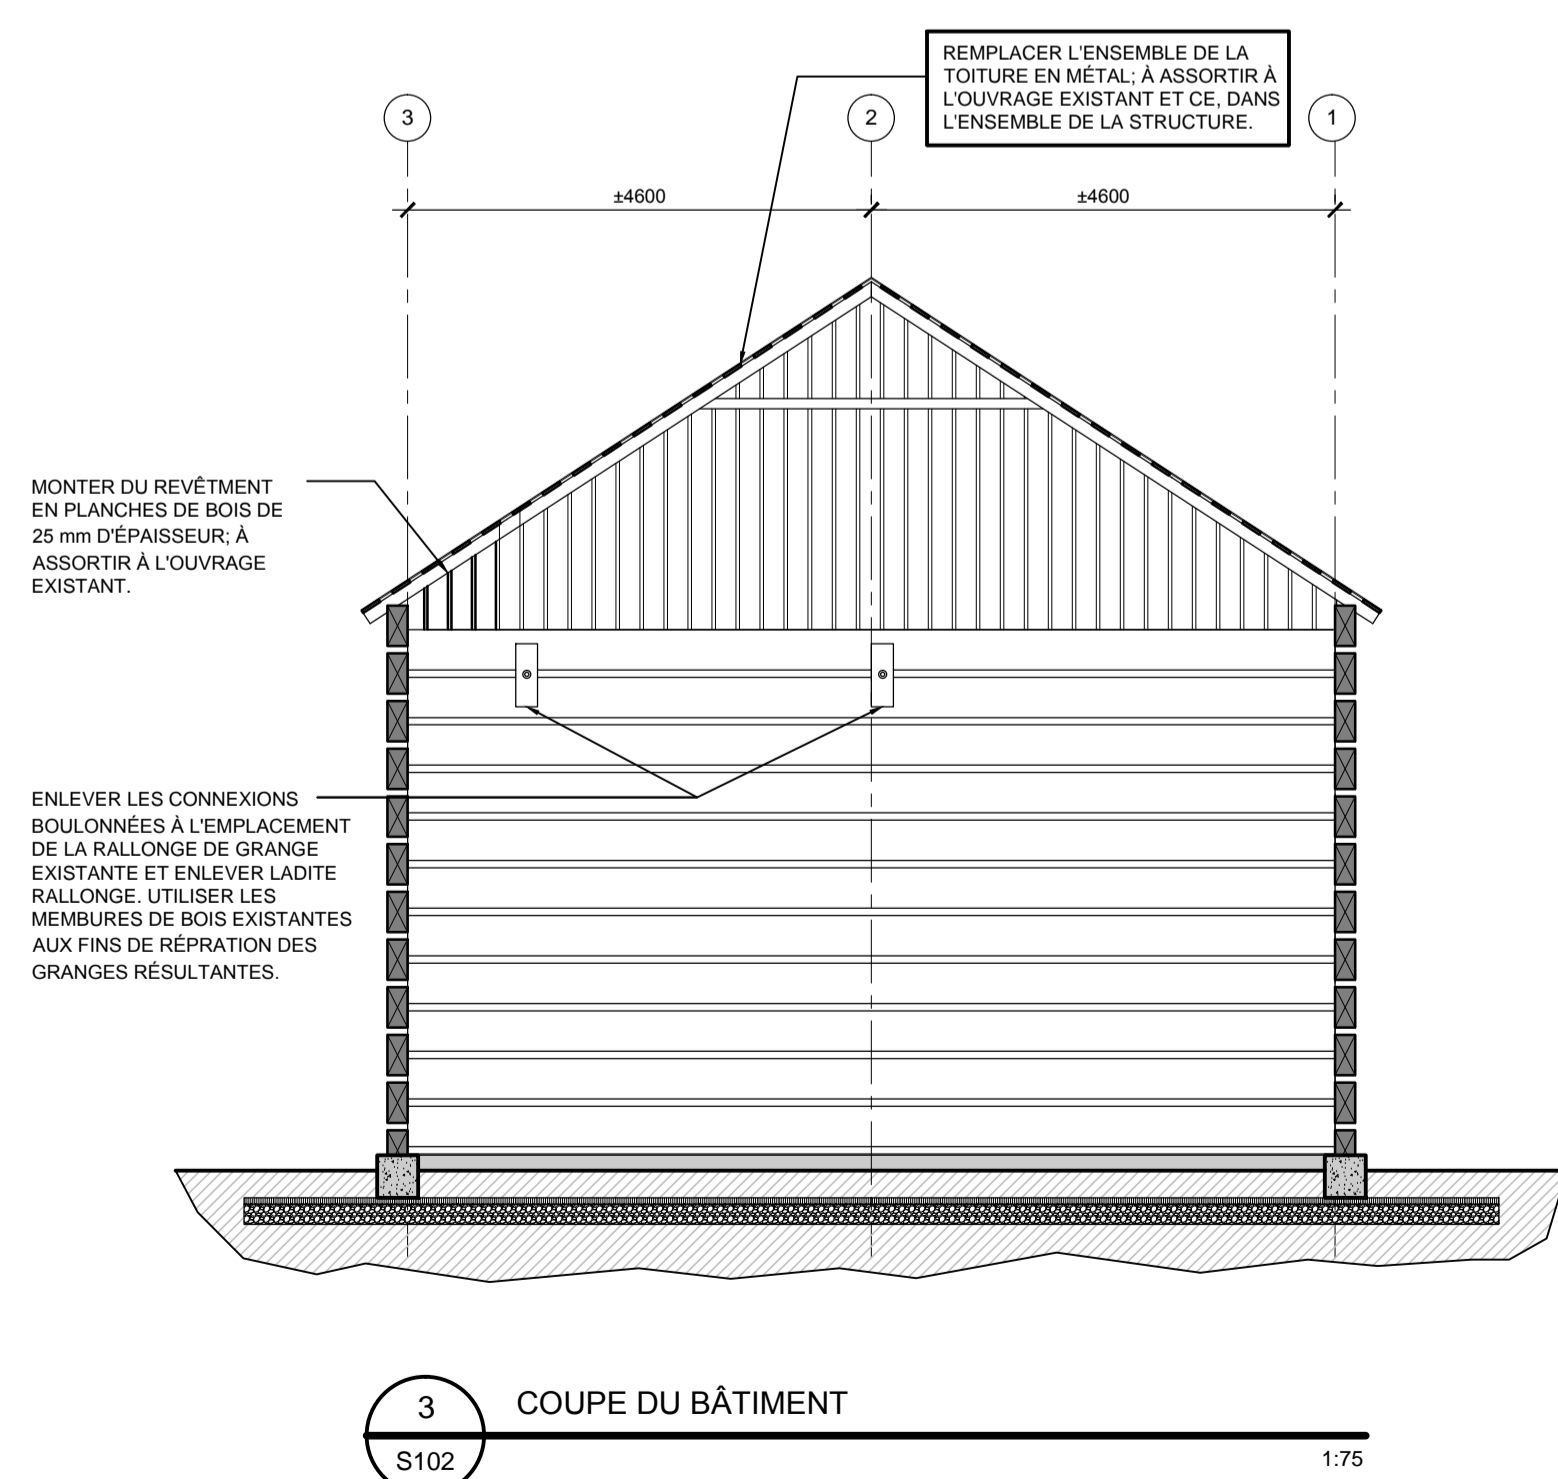 REMPLACER L'ENSEMBLE DE LA
TOITURE EN MÉTAL; À ASSORTIR À
L'OUVRAGE EXISTANT ET CE, DANS
L'ENSEMBLE DE LA STRUCTURE.
3
2
1
±4600
±4600
MONTER DU REVÊTMENT
EN PLANCHES DE BOIS DE
25 mm D'ÉPAISSEUR; À
ASSORTIR À L'OUVRAGE
EXISTANT.
ENLEVER LES CONNEXIONS
BOULONNÉES À L'EMPLACEMENT
DE LA RALLONGE DE GRANGE
EXISTANTE ET ENLEVER LADITE
RALLONGE. UTILISER LES
MEMBURES DE BOIS EXISTANTES
AUX FINS DE RÉPRATION DES
GRANGES RÉSULTANTES.
3
COUPE DU BÂTIMENT
S102
1:75